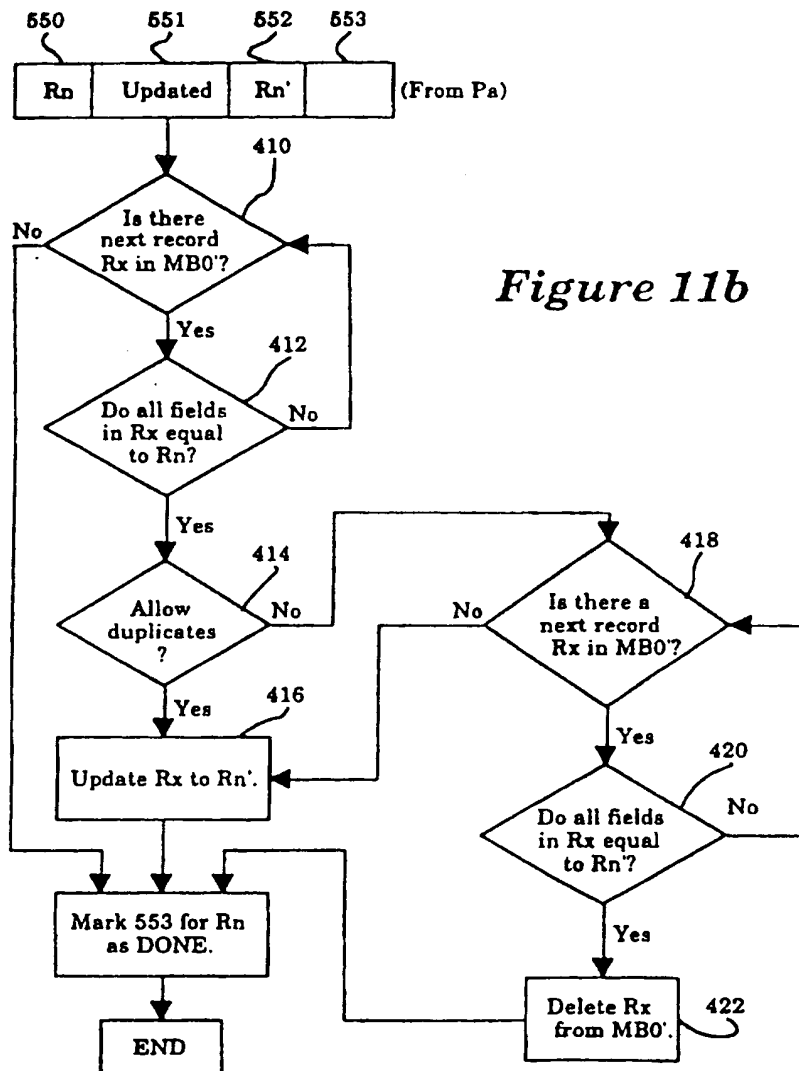 550
551
552
553
Rn
Updated
Rn'
(From Pa)
410
Is there
next record
Rx in MB0'?
No
Yes
Figure 11b
412
Do all fields
in Rx equal
to Rn?
No
Yes
414
Allow
duplicates
?
No
Yes
416
Update Rx to Rn'.
418
Is there a
next record
Rx in MB0'?
No
Yes
420
Do all fields
in Rx equal
to Rn'?
No
Yes
Mark 553 for Rn
as DONE.
Delete Rx
from MB0'.
422
END